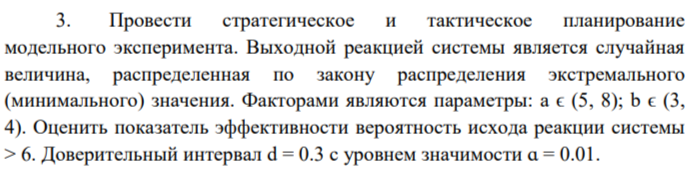 3. Провести стратегическое и тактическое планирование
модельного эксперимента. Выходной реакцией системы является случайная
величина, распределенная по закону распределения экстремального
(минимального) значения. Факторами являются параметры: a є (5, 8); b є (3,
4). Оценить показатель эффективности вероятность исхода реакции системы
> 6. Доверительный интервал d = 0.3 с уровнем значимости α = 0.01.